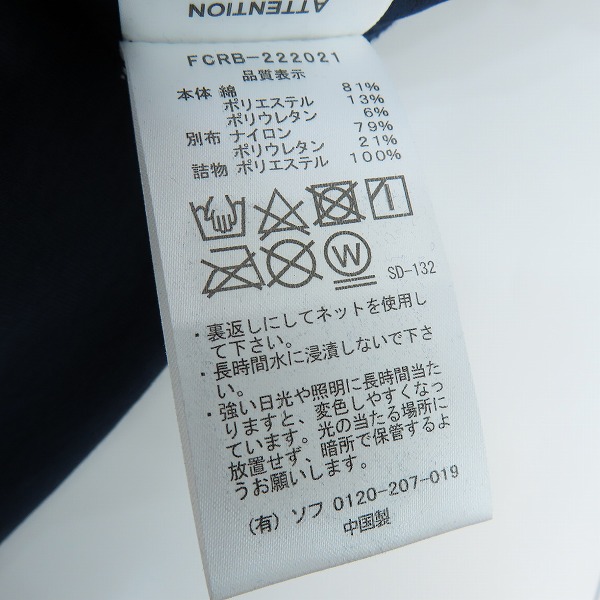 ATTENTION
FCRB-222021
品質表示
本体 綿 81%
ポリエステル 13%
ポリウレタン 6%
別布 ナイロン 79%
ポリウレタン 21%
詰物 ポリエステル 100%
W
SD-132
・裏返しにしてネットを使用し
て下さい。
・長時間水に浸漬しないで下さ
い。
・強い日光や照明に長時間当た
りますと、変色しやすくなっ
ています。光の当たる場所に
放置せず、暗所で保管するよ
うお願いします。
(有) ソフ 0120-207-019
中国製